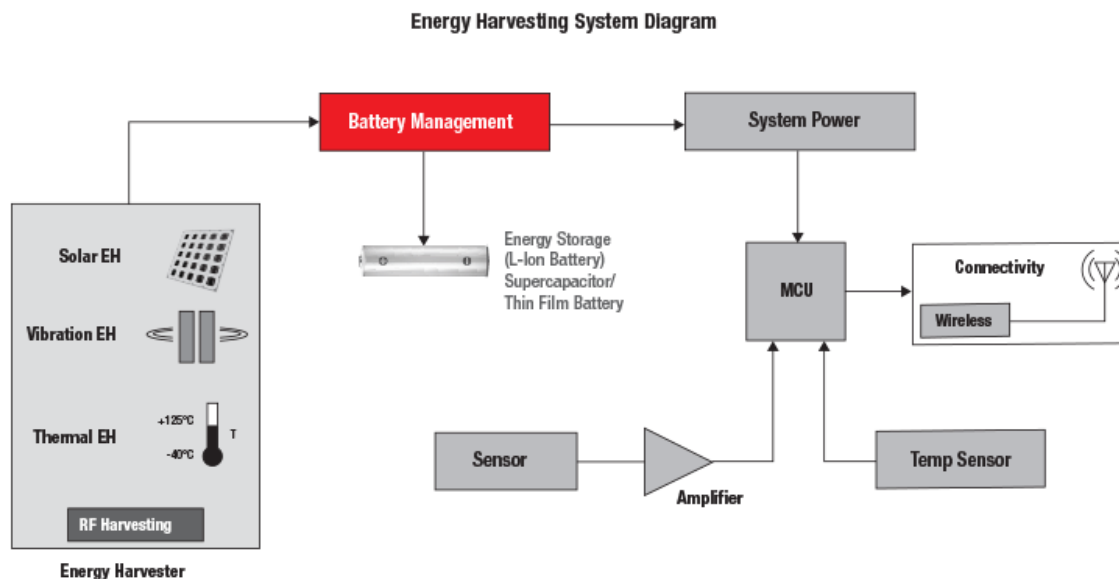 Energy Harvesting System Diagram
Battery Management
System Power
Solar EH
Energy Storage
(L-Ion Battery)
Supercapacitor/
Thin Film Battery
MCU
Connectivity
Wireless
Vibration EH
+125°C
Thermal EH
T
-40°C
Sensor
Amplifier
Temp Sensor
RF Harvesting
Energy Harvester